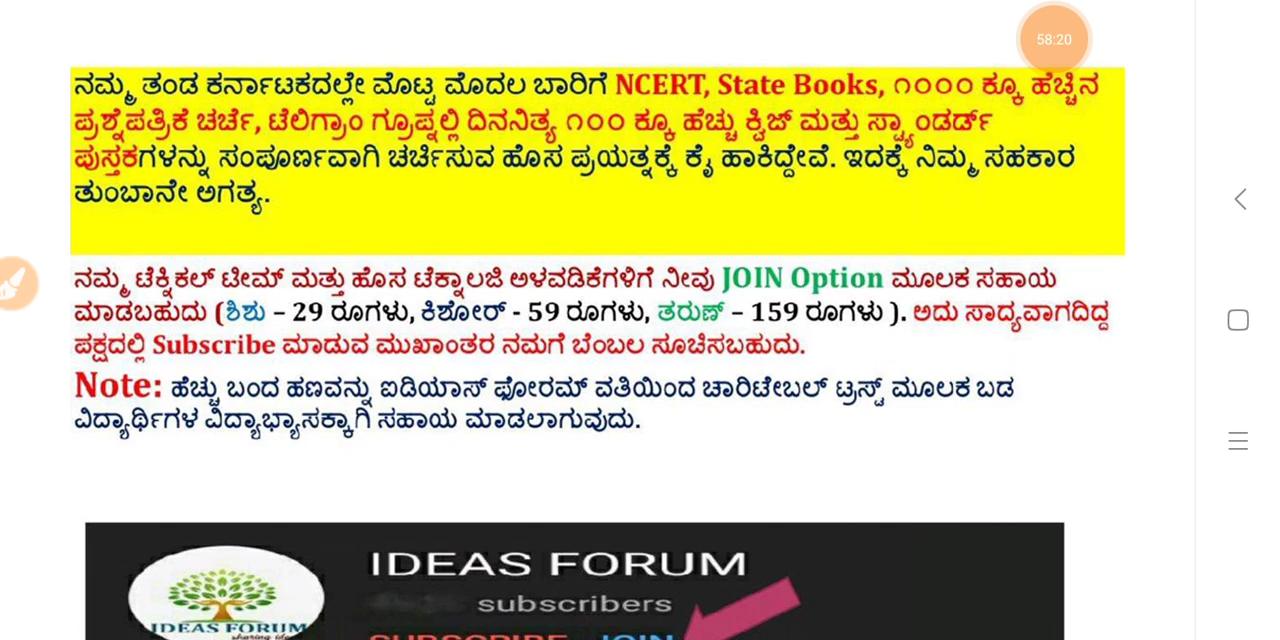 58:20
ನಮ್ಮ ತಂಡ ಕರ್ನಾಟಕದಲ್ಲೇ ಮೊಟ್ಟ ಮೊದಲ ಬಾರಿಗೆ NCERT, State Books, ೧೦೦೦ ಕ್ಕೂ ಹೆಚ್ಚಿನ
ಪ್ರಶ್ನೆಪತ್ರಿಕೆ ಚರ್ಚೆ, ಟೆಲಿಗ್ರಾಂ ಗ್ರೂಪ್ನಲ್ಲಿ ದಿನನಿತ್ಯ ೧೦೦ ಕ್ಕೂ ಹೆಚ್ಚು ಕ್ವಿಜ್ ಮತ್ತು ಸ್ಟ್ಯಾಂಡರ್ಡ್
ಪುಸ್ತಕಗಳನ್ನು ಸಂಪೂರ್ಣವಾಗಿ ಚರ್ಚಿಸುವ ಹೊಸ ಪ್ರಯತ್ನಕ್ಕೆ ಕೈ ಹಾಕಿದ್ದೇವೆ. ಇದಕ್ಕೆ ನಿಮ್ಮ ಸಹಕಾರ
ತುಂಬಾನೇ ಅಗತ್ಯ.
ನಮ್ಮ ಟೆಕ್ನಿಕಲ್ ಟೀಮ್ ಮತ್ತು ಹೊಸ ಟೆಕ್ನಾಲಜಿ ಅಳವಡಿಕೆಗಳಿಗೆ ನೀವು JOIN Option ಮೂಲಕ ಸಹಾಯ
ಮಾಡಬಹುದು (ಶಿಶು – 29 ರೂಗಳು, ಕಿಶೋರ್ - 59 ರೂಗಳು, ತರುಣ್ – 159 ರೂಗಳು ). ಅದು ಸಾದ್ಯವಾಗದಿದ್ದ
ಪಕ್ಷದಲ್ಲಿ Subscribe ಮಾಡುವ ಮುಖಾಂತರ ನಮಗೆ ಬೆಂಬಲ ಸೂಚಿಸಬಹುದು.
Note: ಹೆಚ್ಚು ಬಂದ ಹಣವನ್ನು ಐಡಿಯಾಸ್ ಫೋರಮ್ ವತಿಯಿಂದ ಚಾರಿಟೇಬಲ್ ಟ್ರಸ್ಟ್ ಮೂಲಕ ಬಡ
ವಿದ್ಯಾರ್ಥಿಗಳ ವಿದ್ಯಾಭ್ಯಾಸಕ್ಕಾಗಿ ಸಹಾಯ ಮಾಡಲಾಗುವುದು.
IDEAS FORUM
subscribers
IDEAS FORUM
SUBSCRIBE JOIN